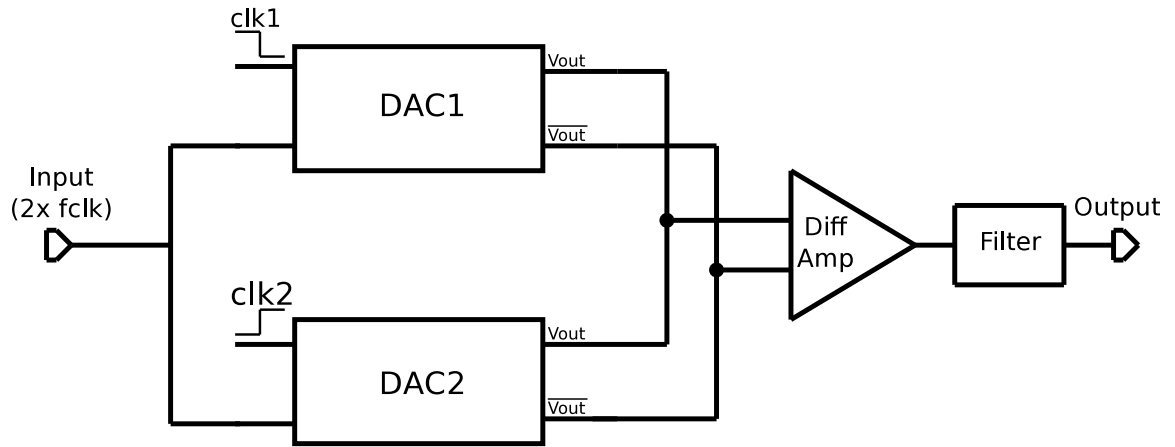 clk1
DAC1
Vout
Vout
Input
(2x fclk)
Diff
Amp
Filter
Output
clk2
DAC2
Vout
Vout